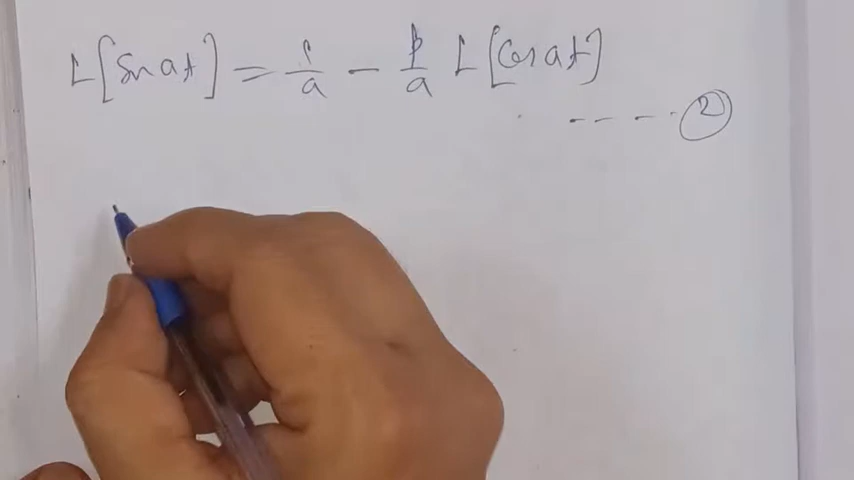 L[Sin at] = 1/a - p/a L[Cos at]
---- ②